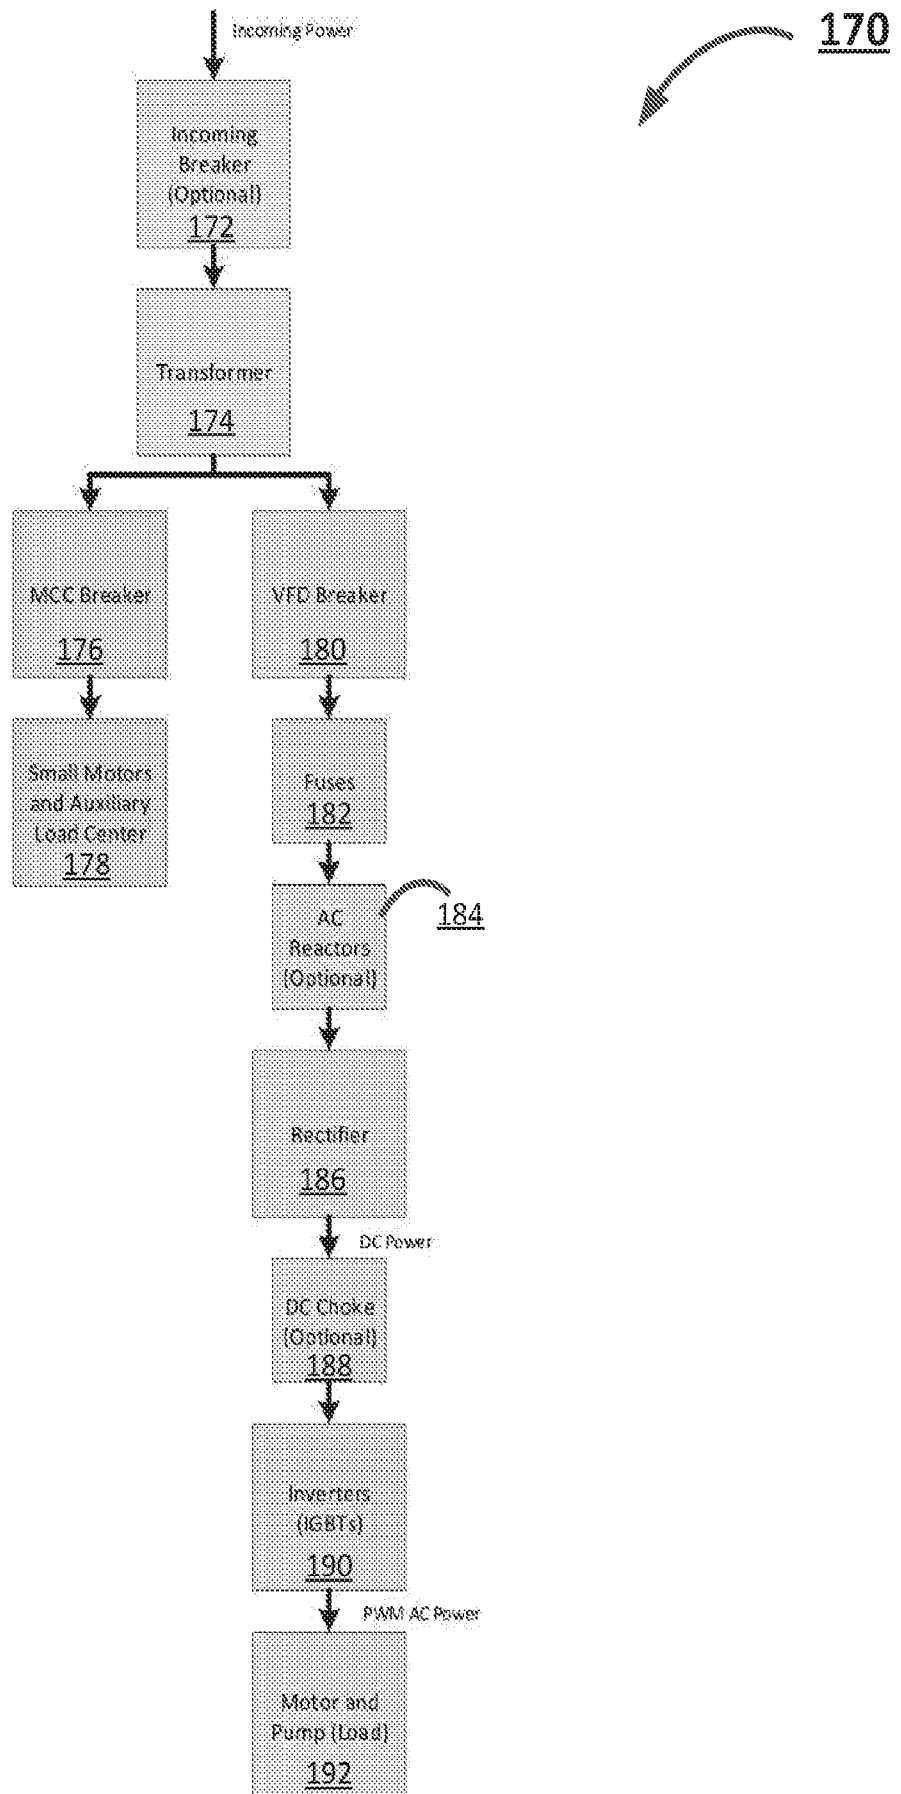 Incoming Power
170
Incoming
Breaker
(Optional)
172
Transformer
174
MCC Breaker
176
VFD Breaker
180
Small Motors
and Auxiliary
Load Center
178
Fuses
182
AC
Reactors
(Optional)
184
Rectifier
186
DC Power
DC Choke
(Optional)
188
Inverters
(IGBTs)
190
PWM AC Power
Motor and
Pump (Load)
192